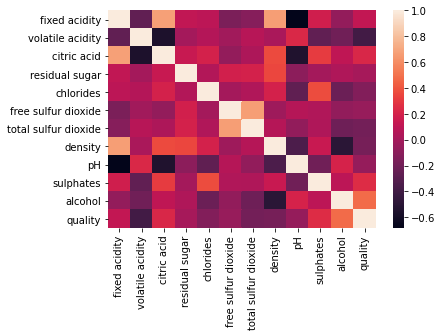 fixed acidity
volatile acidity
citric acid
residual sugar
chlorides
free sulfur dioxide
total sulfur dioxide
density
pH
sulphates
alcohol
quality
fixed acidity
volatile acidity
citric acid
residual sugar
chlorides
free sulfur dioxide
total sulfur dioxide
density
pH
sulphates
alcohol
quality
1.0
0.8
0.6
0.4
0.2
0.0
−0.2
−0.4
−0.6